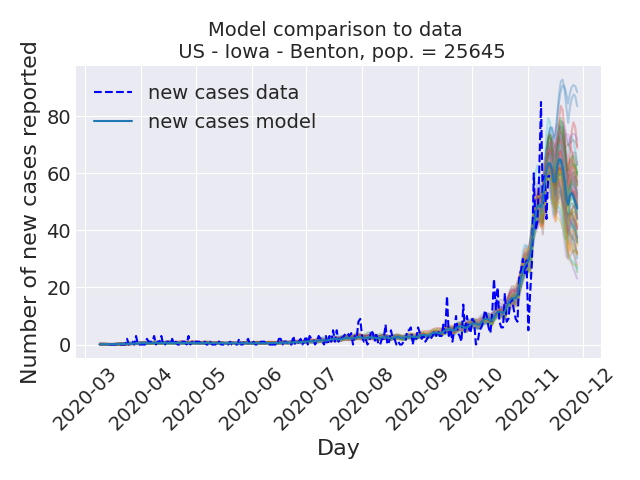 Model comparison to data
US - Iowa - Benton, pop. = 25645
Number of new cases reported
80
60
40
20
0
new cases data
new cases model
2020-03
2020-04
2020-05
2020-06
2020-07
2020-08
2020-09
2020-10
2020-11
2020-12
Day